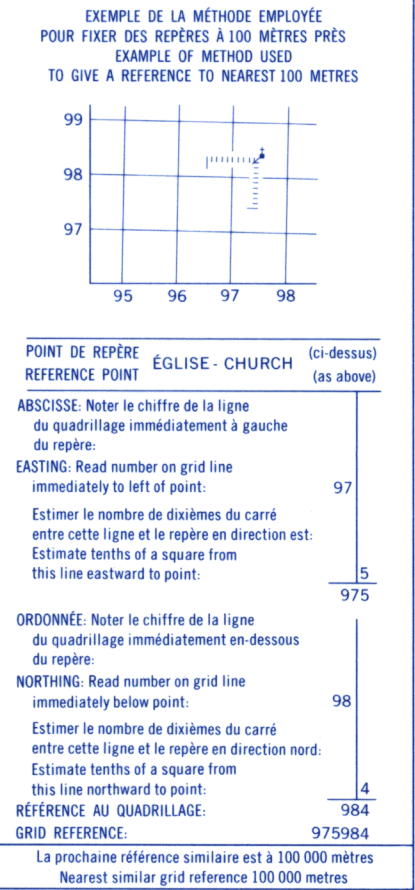 EXEMPLE DE LA MÉTHODE EMPLOYÉE
POUR FIXER DES REPÈRES À 100 MÈTRES PRÈS
EXAMPLE OF METHOD USED
TO GIVE A REFERENCE TO NEAREST 100 METRES
99
98
97
95 96 97 98
POINT DE REPÈRE
REFERENCE POINT
ÉGLISE - CHURCH
(ci-dessus)
(as above)
ABSCISSE: Noter le chiffre de la ligne
du quadrillage immédiatement à gauche
du repère:
EASTING: Read number on grid line
immediately to left of point: 97
Estimer le nombre de dixièmes du carré
entre cette ligne et le repère en direction est:
Estimate tenths of a square from
this line eastward to point: 5
975
ORDONNÉE: Noter le chiffre de la ligne
du quadrillage immédiatement en-dessous
du repère:
NORTHING: Read number on grid line
immediately below point: 98
Estimer le nombre de dixièmes du carré
entre cette ligne et le repère en direction nord:
Estimate tenths of a square from
this line northward to point: 4
RÉFÉRENCE AU QUADRILLAGE: 984
GRID REFERENCE: 975984
La prochaine référence similaire est à 100 000 mètres
Nearest similar grid reference 100 000 metres